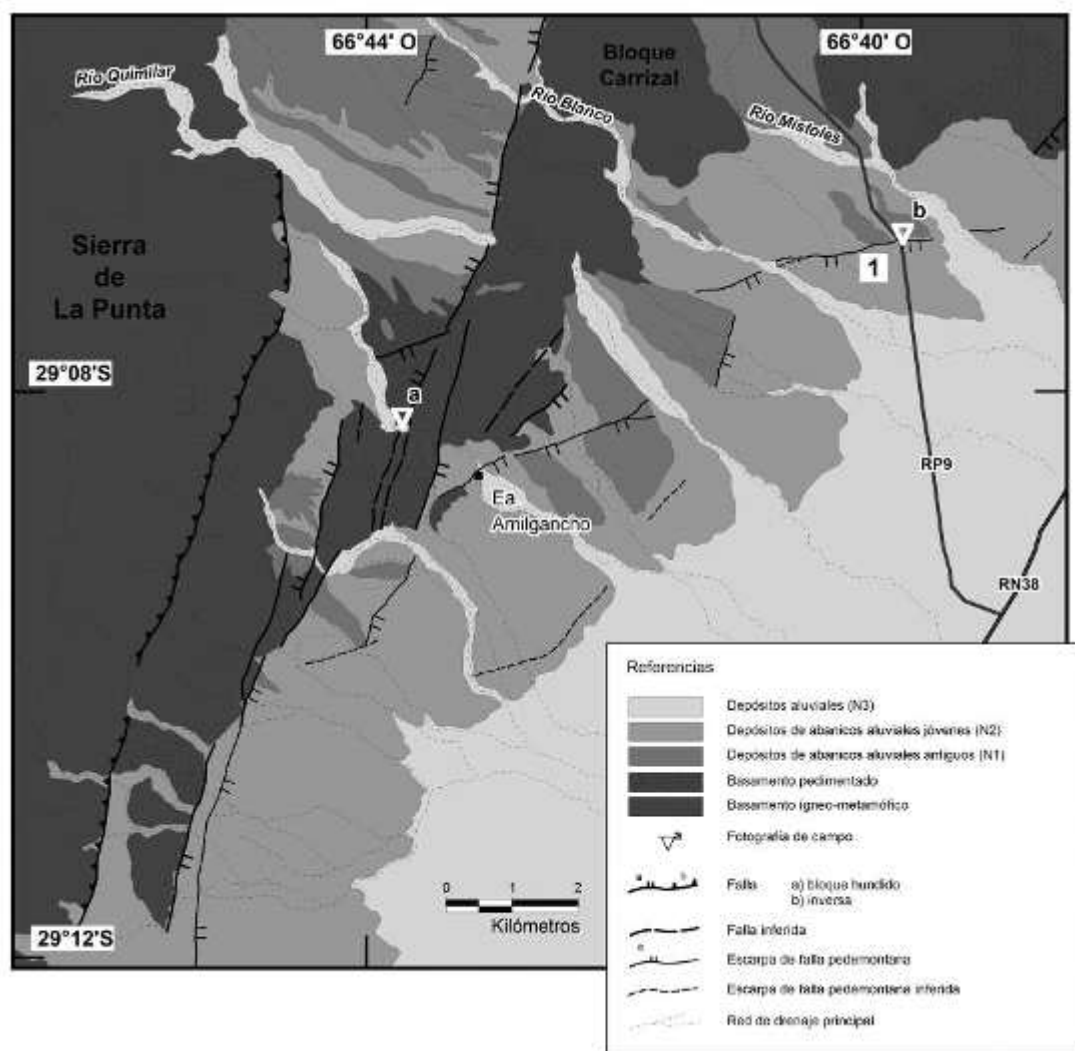 66°44' O
66°40' O
Bloque
Carrizal
Río Quimilar
Río Blanco
Río Mistoles
b
1
Sierra
de
La Punta
29°08'S
a
RP9
Ea
Amilgancho
RN38
Referencias
Depósitos aluviales (N3)
Depósitos de abanicos aluviales jóvenes (N2)
Depósitos de abanicos aluviales antiguos (N1)
Basamento pedimentado
Basamento ígneo-metamófico
Fotografía de campo
Falla a) bloque hundido
b) inversa
Falla inferida
Escarpa de falla pedemontana
Escarpa de falla pedemontana inferida
Red de drenaje principal
0 1 2
Kilómetros
29°12'S